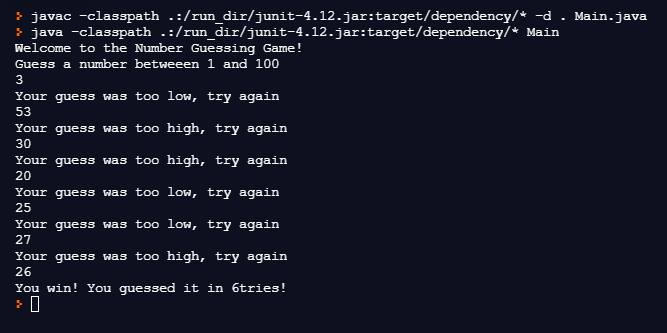 > javac -classpath .:/run_dir/junit-4.12.jar:target/dependency/* -d . Main.java
> java -classpath .:/run_dir/junit-4.12.jar:target/dependency/* Main
Welcome to the Number Guessing Game!
Guess a number betweeen 1 and 100
3
Your guess was too low, try again
53
Your guess was too high, try again
30
Your guess was too high, try again
20
Your guess was too low, try again
25
Your guess was too low, try again
27
Your guess was too high, try again
26
You win! You guessed it in 6tries!
>